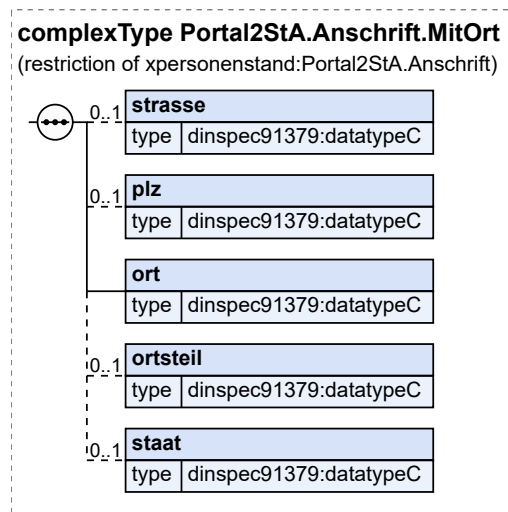 complexType Portal2StA.Anschrift.MitOrt
(restriction of xpersonenstand:Portal2StA.Anschrift)
0..1 strasse
type dinspec91379:datatypeC
0..1 plz
type dinspec91379:datatypeC
ort
type dinspec91379:datatypeC
0..1 ortsteil
type dinspec91379:datatypeC
0..1 staat
type dinspec91379:datatypeC